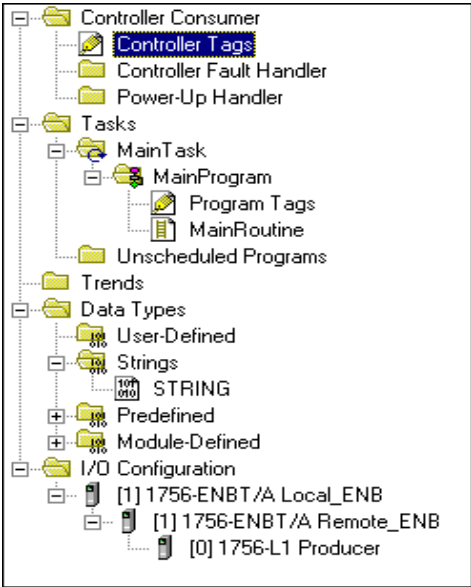 Controller Consumer
Controller Tags
Controller Fault Handler
Power-Up Handler
Tasks
MainTask
MainProgram
Program Tags
MainRoutine
Unscheduled Programs
Trends
Data Types
User-Defined
Strings
STRING
Predefined
Module-Defined
I/O Configuration
[1] 1756-ENBT/A Local_ENB
[1] 1756-ENBT/A Remote_ENB
[0] 1756-L1 Producer